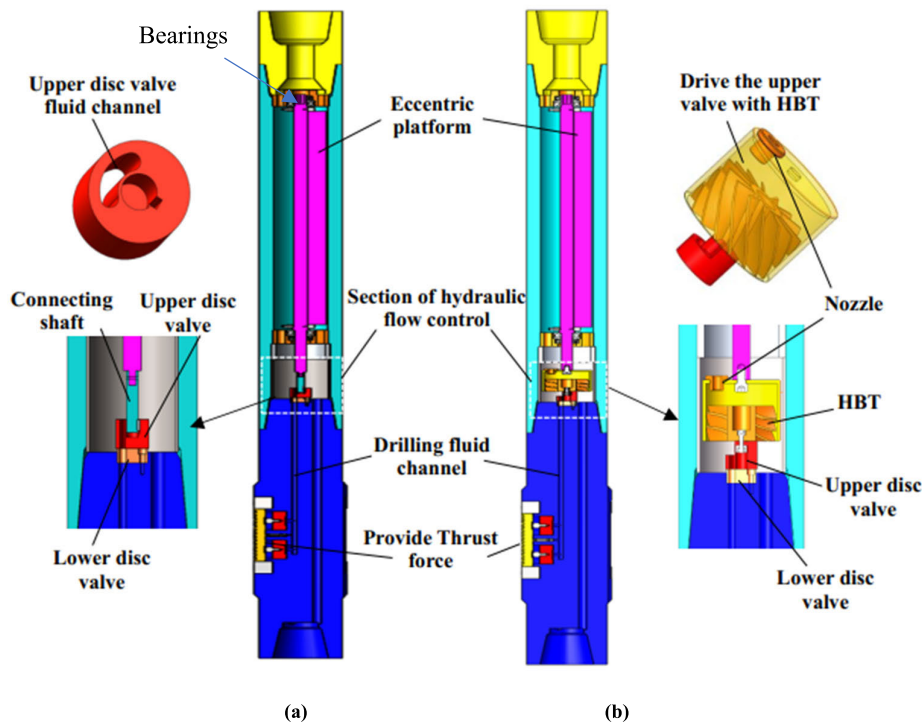 Bearings
Upper disc valve
fluid channel
Eccentric
platform
Drive the upper
valve with HBT
Connecting
shaft
Upper disc
valve
Section of hydraulic
flow control
Nozzle
HBT
Drilling fluid
channel
Upper disc
valve
Lower disc
valve
Provide Thrust
force
Lower disc
valve
(a)
(b)